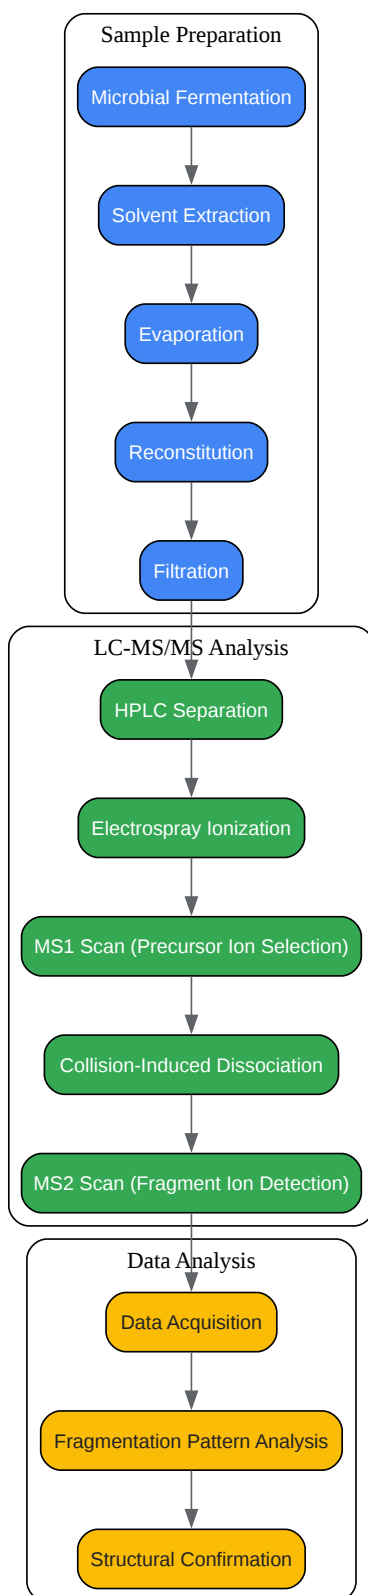 Sample Preparation
Microbial Fermentation
Solvent Extraction
Evaporation
Reconstitution
Filtration
LC-MS/MS Analysis
HPLC Separation
Electrospray Ionization
MS1 Scan (Precursor Ion Selection)
Collision-Induced Dissociation
MS2 Scan (Fragment Ion Detection)
Data Analysis
Data Acquisition
Fragmentation Pattern Analysis
Structural Confirmation